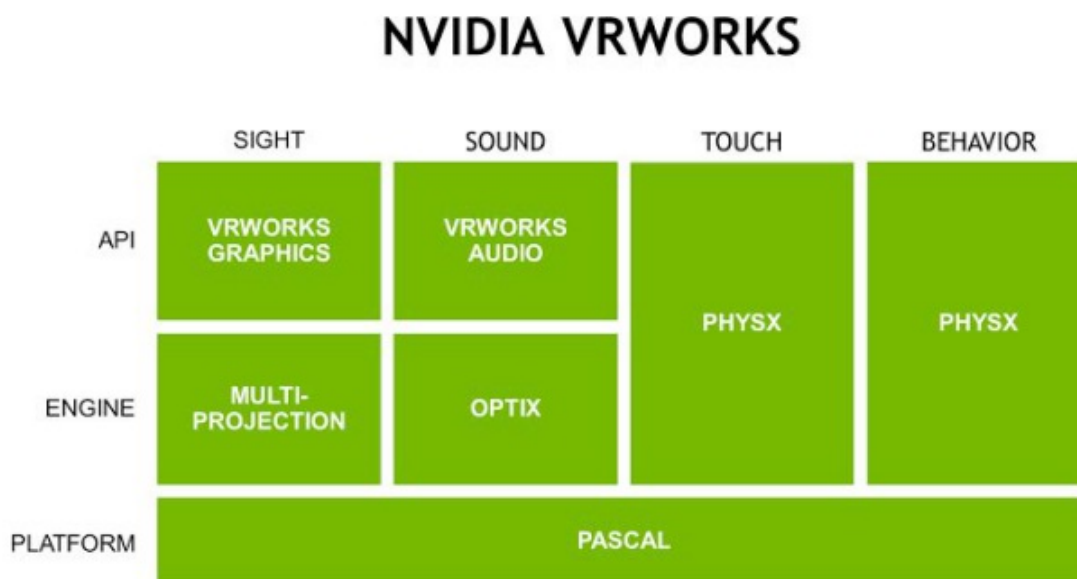 NVIDIA VRWORKS
SIGHT
SOUND
TOUCH
BEHAVIOR
API
VRWORKS
GRAPHICS
VRWORKS
AUDIO
PHYSX
PHYSX
ENGINE
MULTI-
PROJECTION
OPTIX
PLATFORM
PASCAL